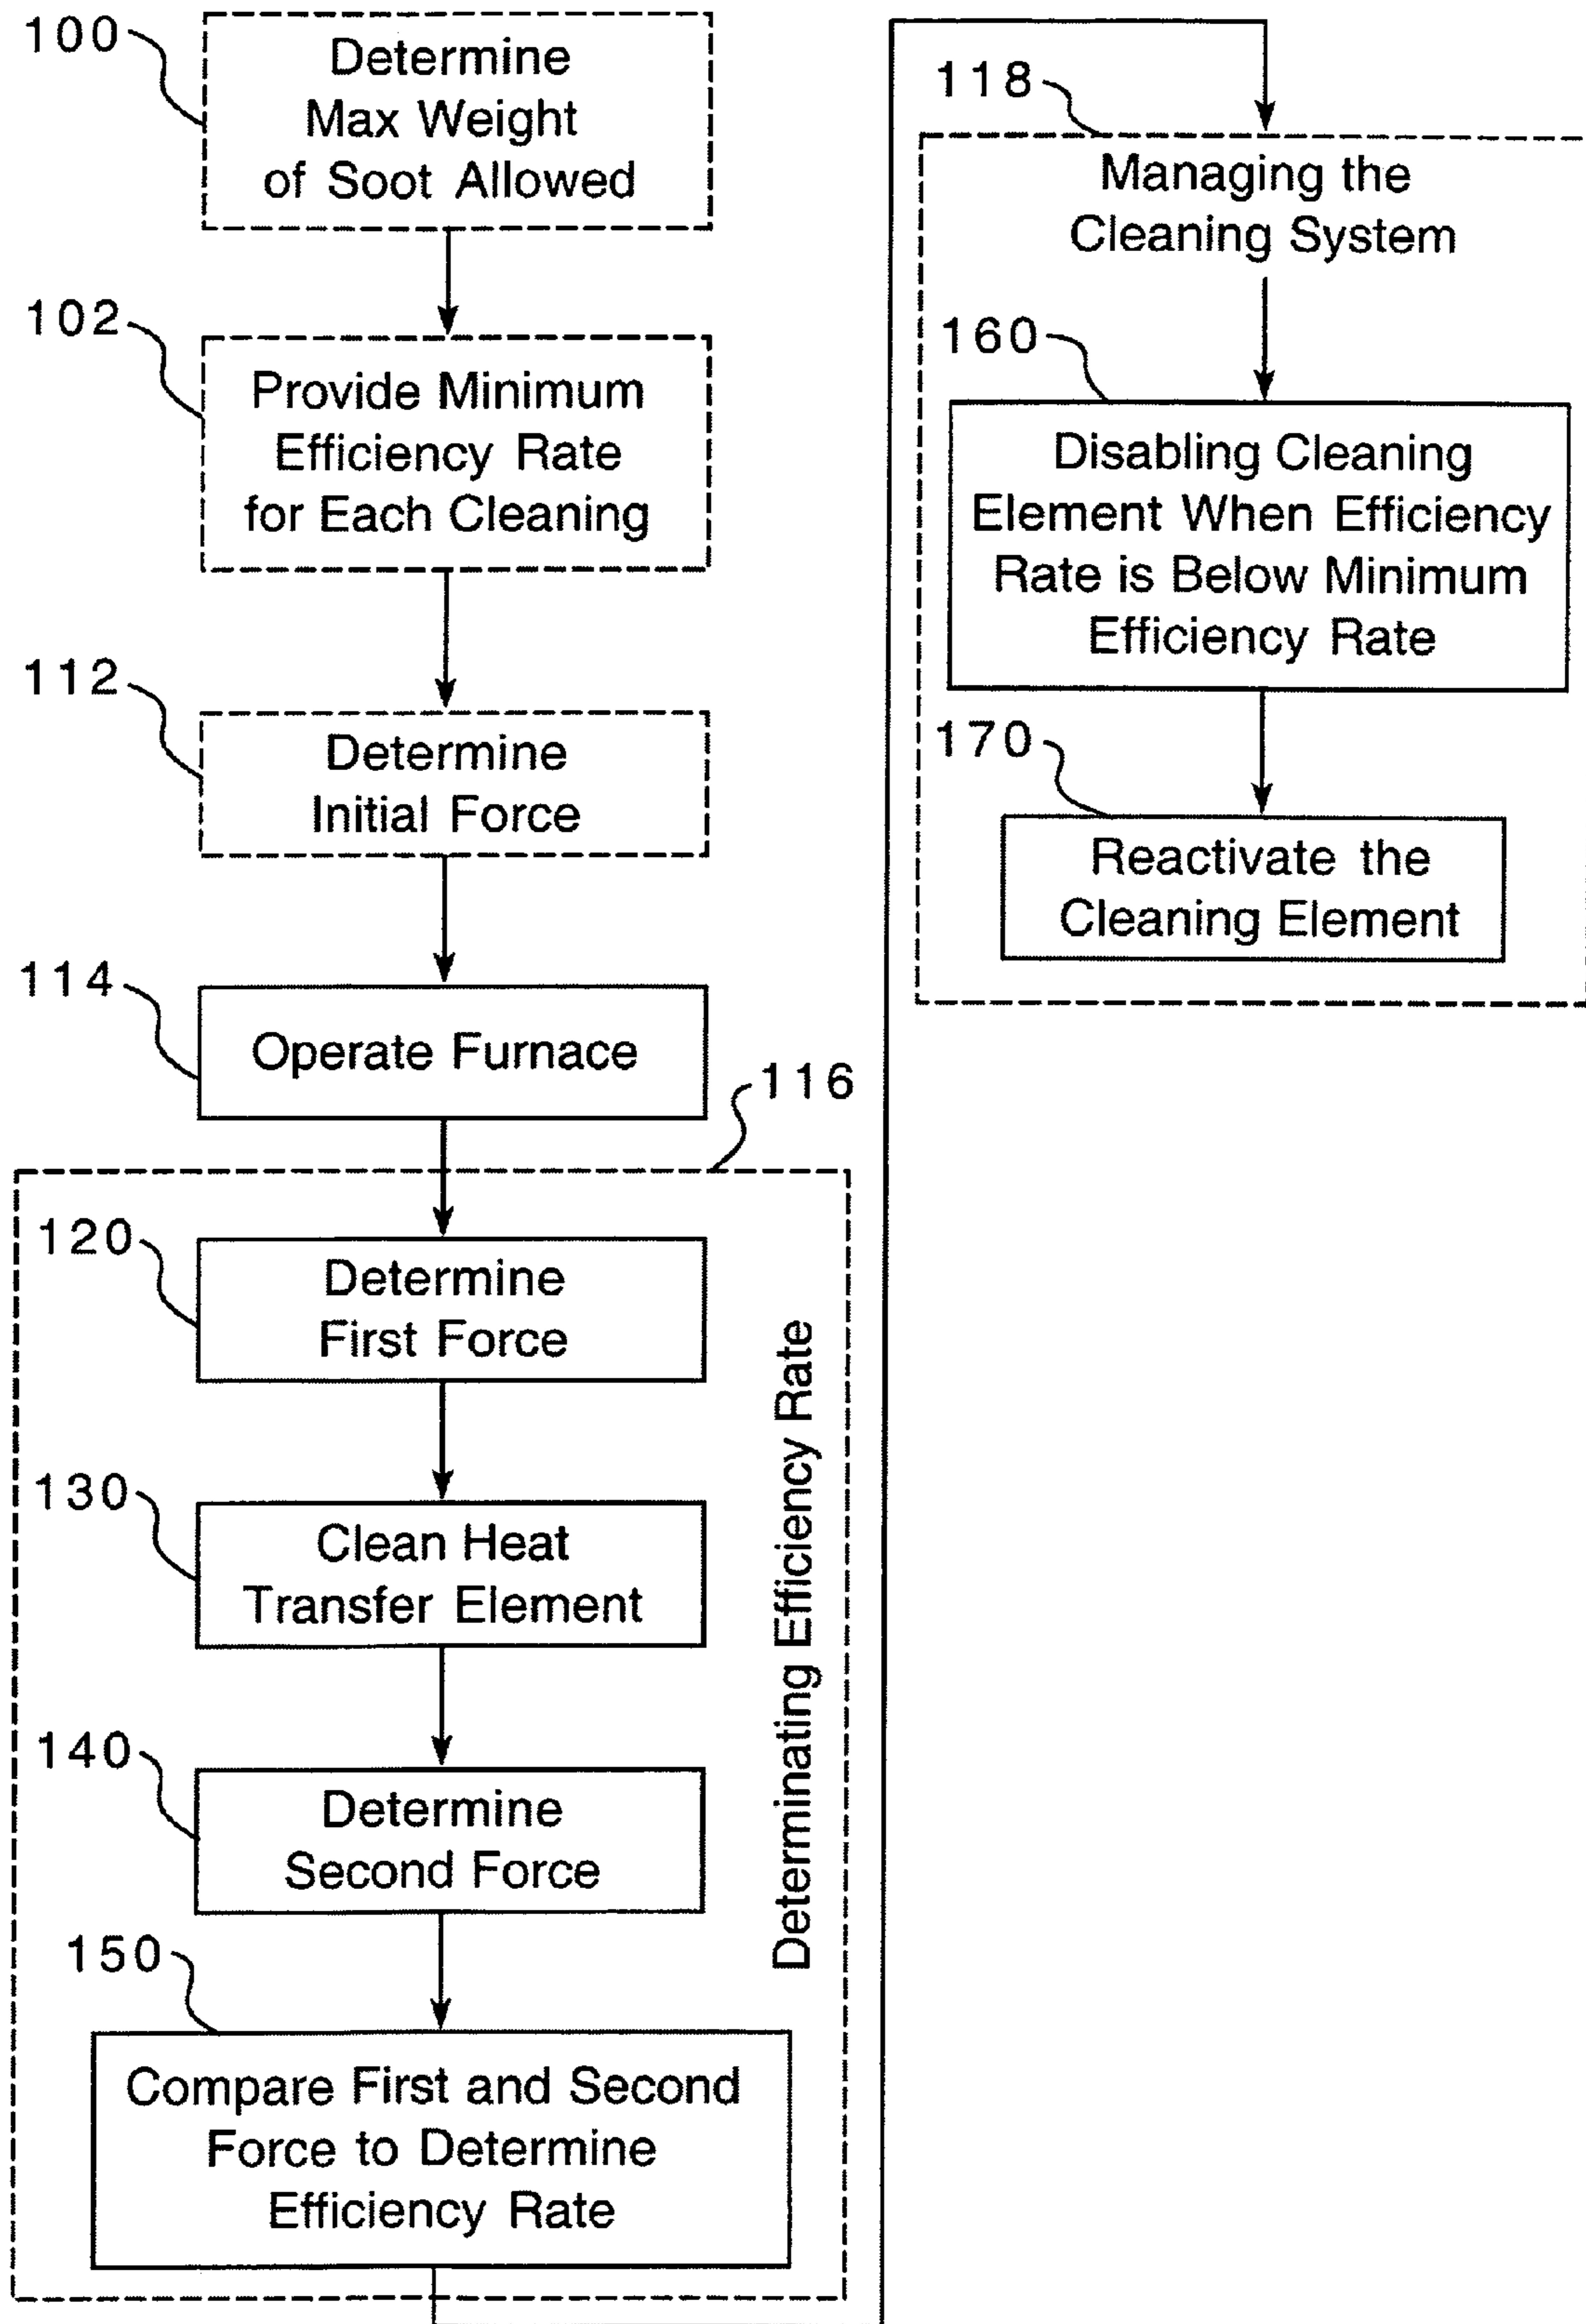 100
Determine
Max Weight
of Soot Allowed
102
Provide Minimum
Efficiency Rate
for Each Cleaning
112
Determine
Initial Force
114
Operate Furnace
116
120
Determine
First Force
130
Clean Heat
Transfer Element
140
Determine
Second Force
150
Compare First and Second
Force to Determine
Efficiency Rate
Determinating Efficiency Rate
118
Managing the
Cleaning System
160
Disabling Cleaning
Element When Efficiency
Rate is Below Minimum
Efficiency Rate
170
Reactivate the
Cleaning Element